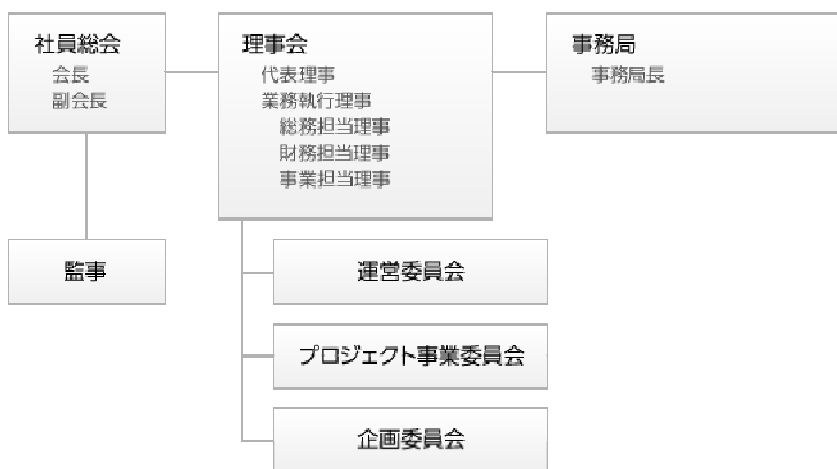 社員総会
会長
副会長
理事会
代表理事
業務執行理事
総務担当理事
財務担当理事
事業担当理事
事務局
事務局長
監事
運営委員会
プロジェクト事業委員会
企画委員会